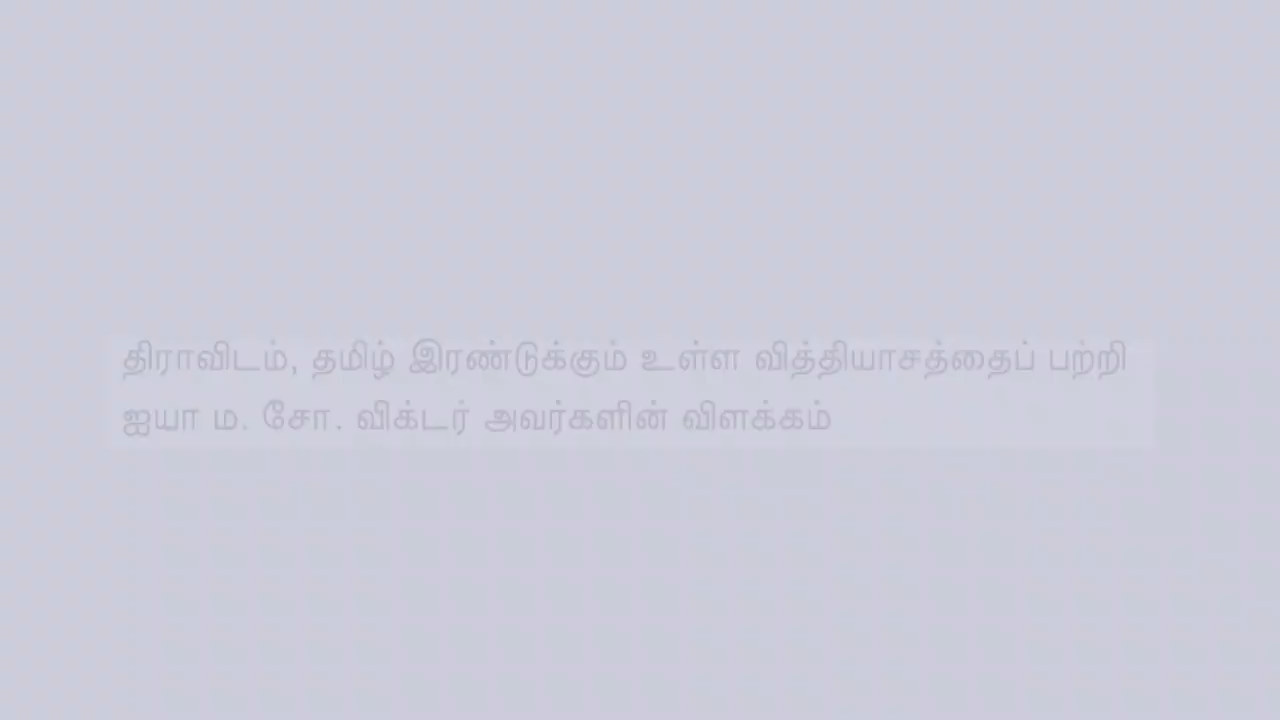 திராவிடம், தமிழ் இரண்டுக்கும் உள்ள வித்தியாசத்தைப் பற்றி
ஐயா ம. சோ. விக்டர் அவர்களின் விளக்கம்